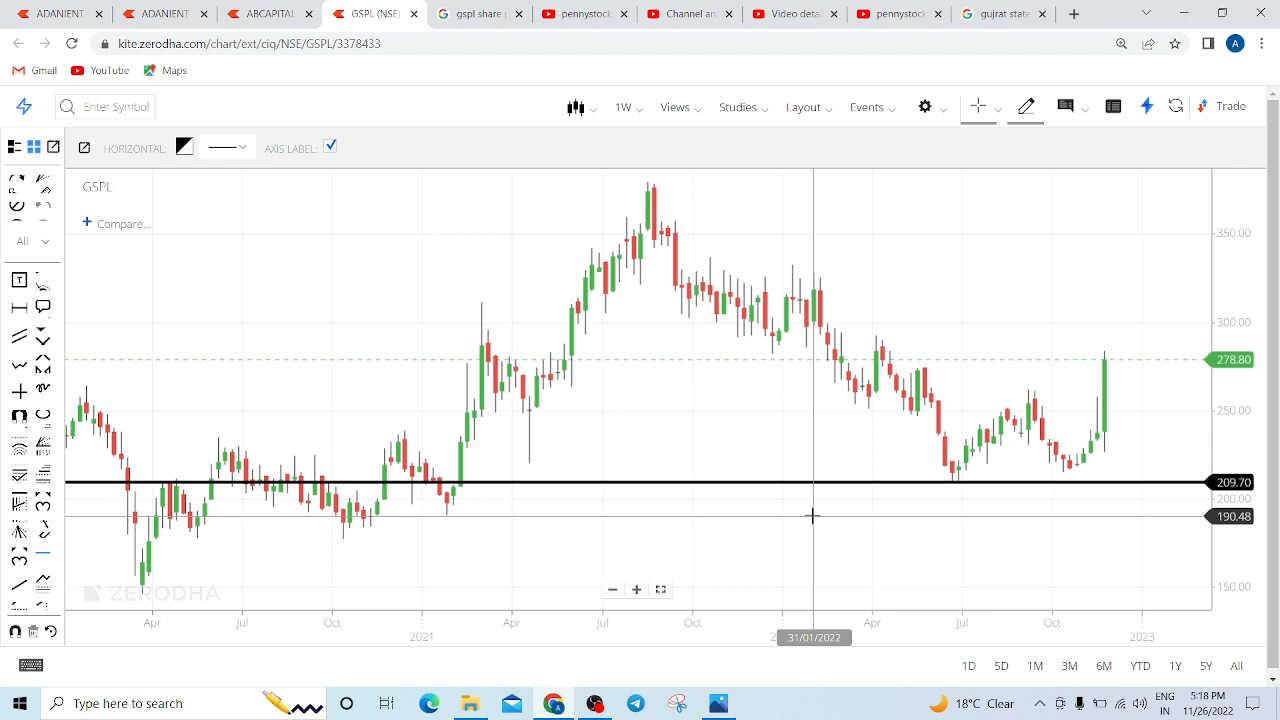 ADANIENT
ADANIENT
ABCAPITAL
GSPL (NSE)
gspl share p
pennystock
Channel an
Video deta
pennystock
gujrat state
kite.zerodha.com/chart/ext/ciq/NSE/GSPL/3378433
A
Gmail
YouTube
Maps
Enter Symbol
1W
Views
Studies
Layout
Events
Trade
HORIZONTAL:
AXIS LABEL:
GSPL
+ Compare...
All
T
350.00
300.00
278.80
250.00
209.70
200.00
190.48
150.00
ZERODHA
Apr
Jul
Oct
2021
Apr
Jul
Oct
31/01/2022
Apr
Jul
Oct
2023
1D
5D
1M
3M
6M
YTD
1Y
5Y
All
Type here to search
18°C Clear
ENG
IN
5:18 PM
11/26/2022